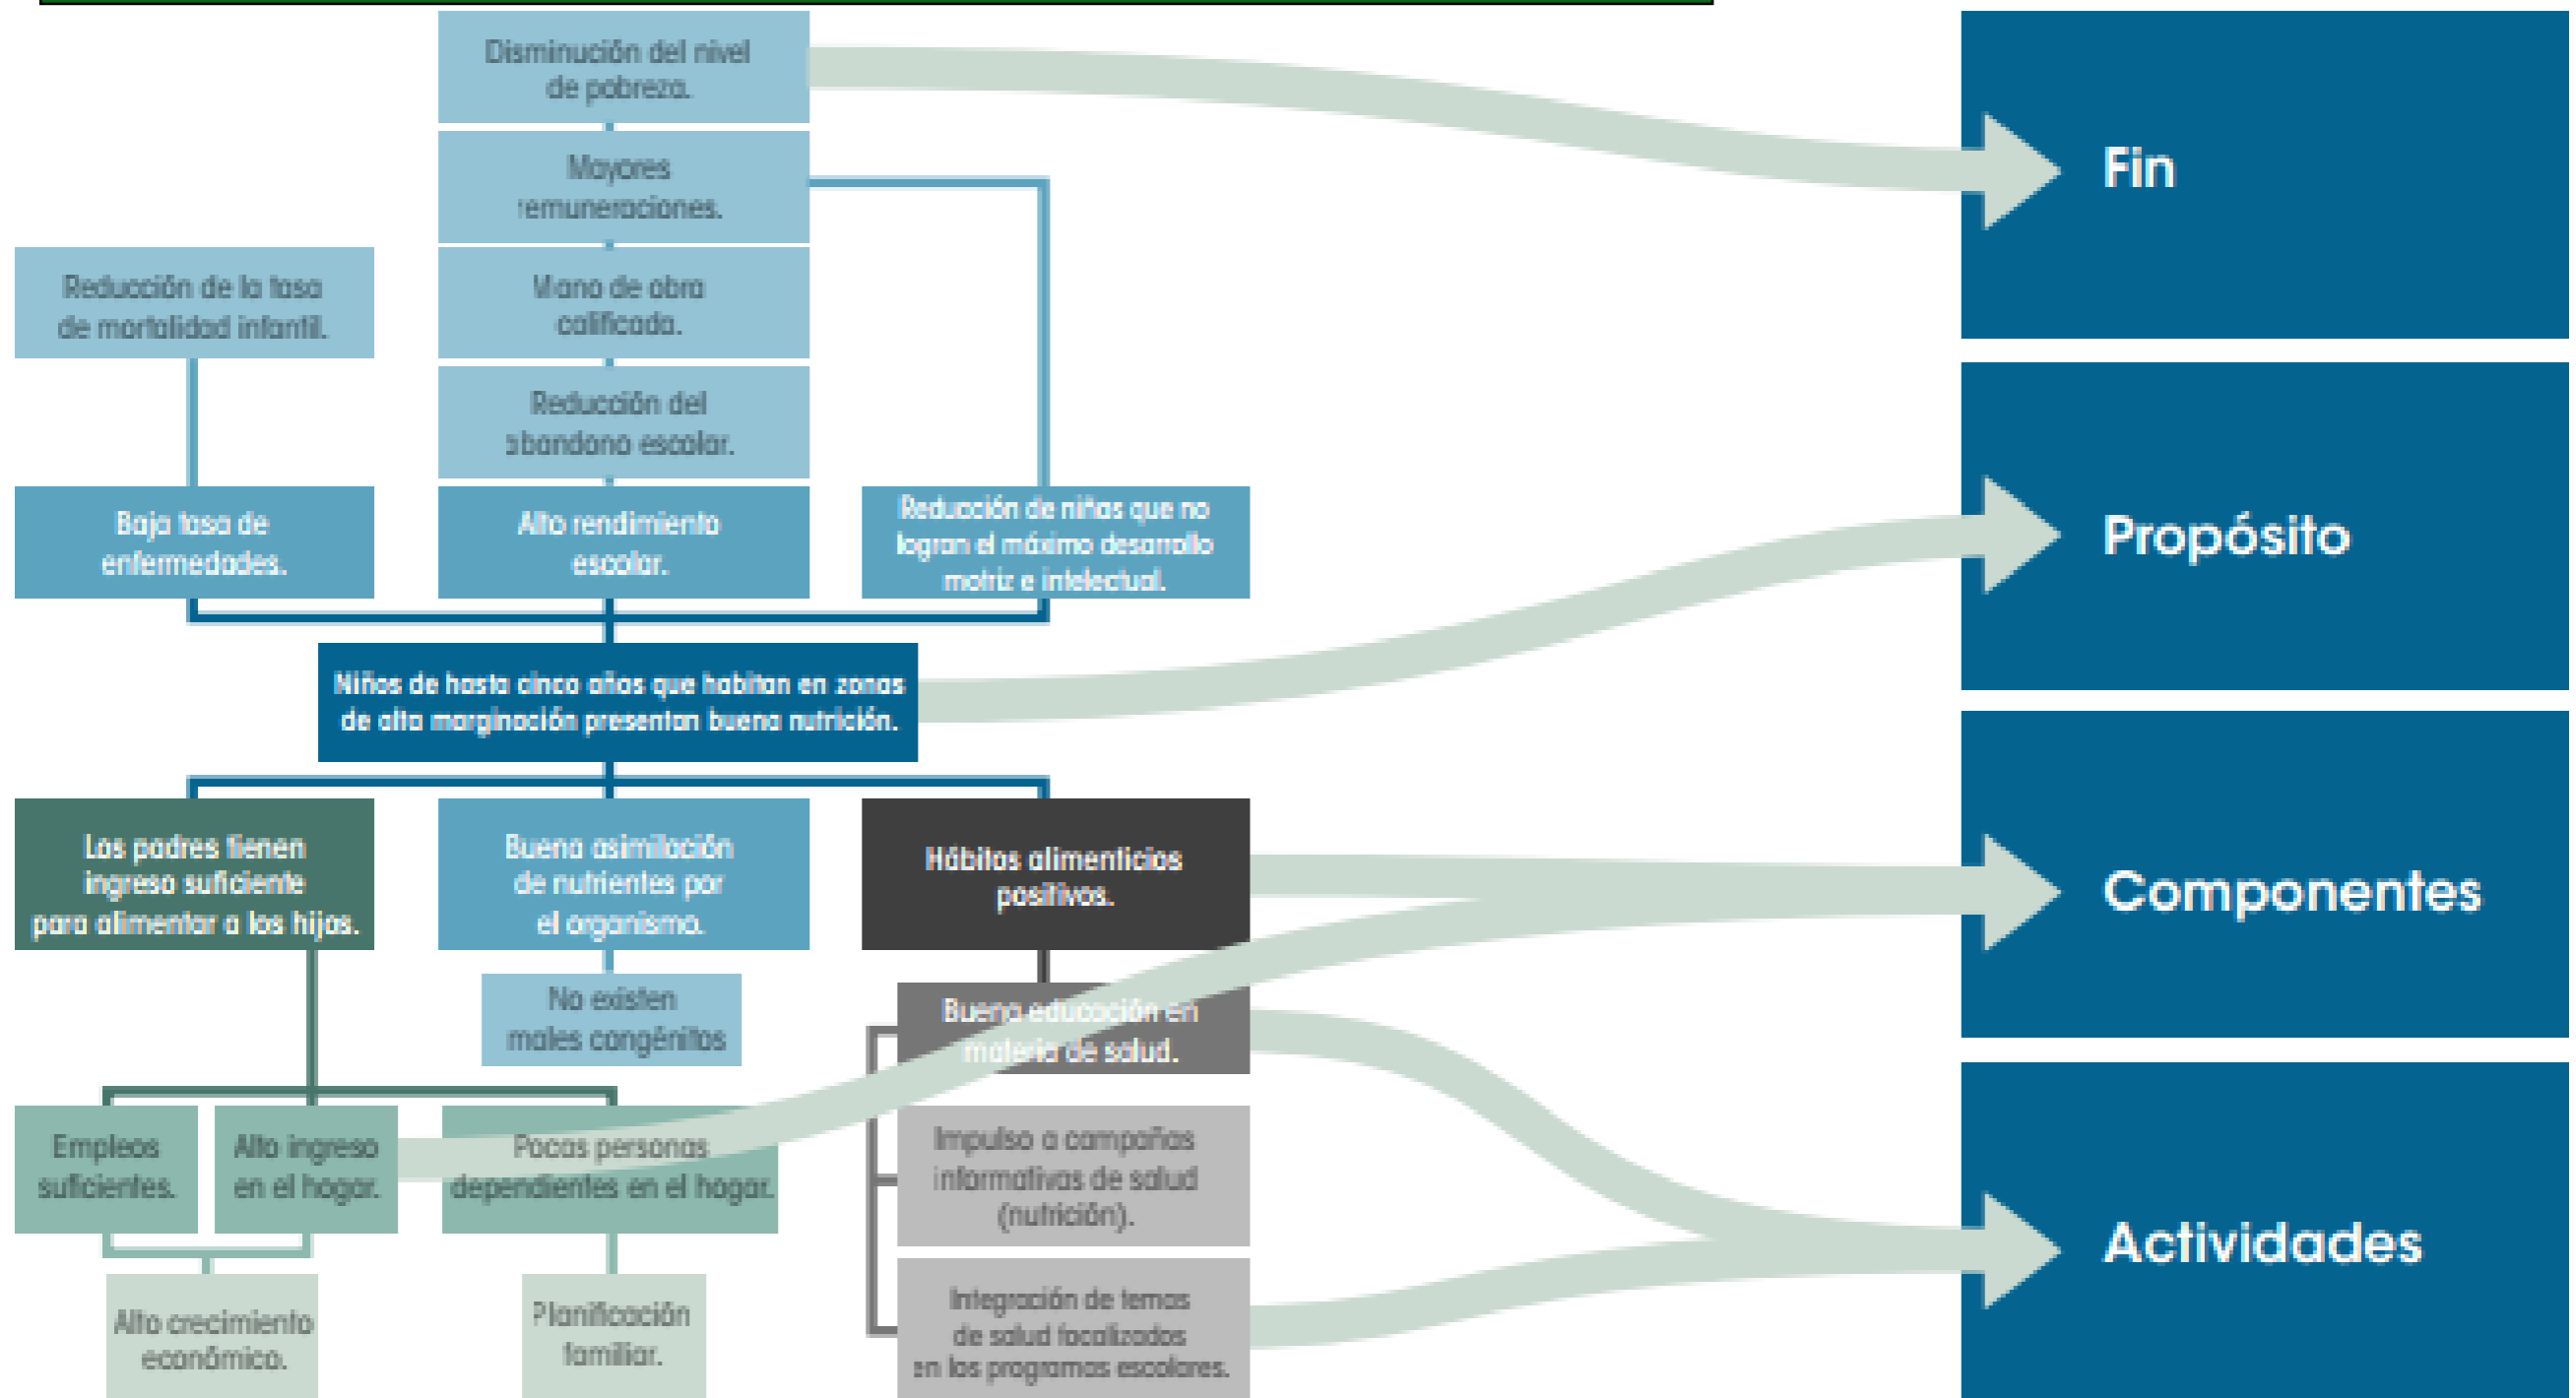 Disminución del nivel
de pobreza.
Mayores
remuneraciones.
Reducción de la tasa
de mortalidad infantil.
Mano de obra
calificada.
Reducción del
abandono escolar.
Baja tasa de
enfermedades.
Alto rendimiento
escolar.
Reducción de niños que no
logran el máximo desarrollo
motriz e intelectual.
Niños de hasta cinco años que habitan en zonas
de alta marginación presentan buena nutrición.
Los padres tienen
ingreso suficiente
para alimentar a los hijos.
Buena asimilación
de nutrientes por
el organismo.
Hábitos alimenticios
positivos.
No existen
males congénitos
Buena educación en
materia de salud.
Empleos
suficientes.
Alto ingreso
en el hogar.
Pocas personas
dependientes en el hogar.
Impulso a campañas
informativas de salud
(nutrición).
Alto crecimiento
económico.
Planificación
familiar.
Integración de temas
de salud focalizados
en los programas escolares.
Fin
Propósito
Componentes
Actividades